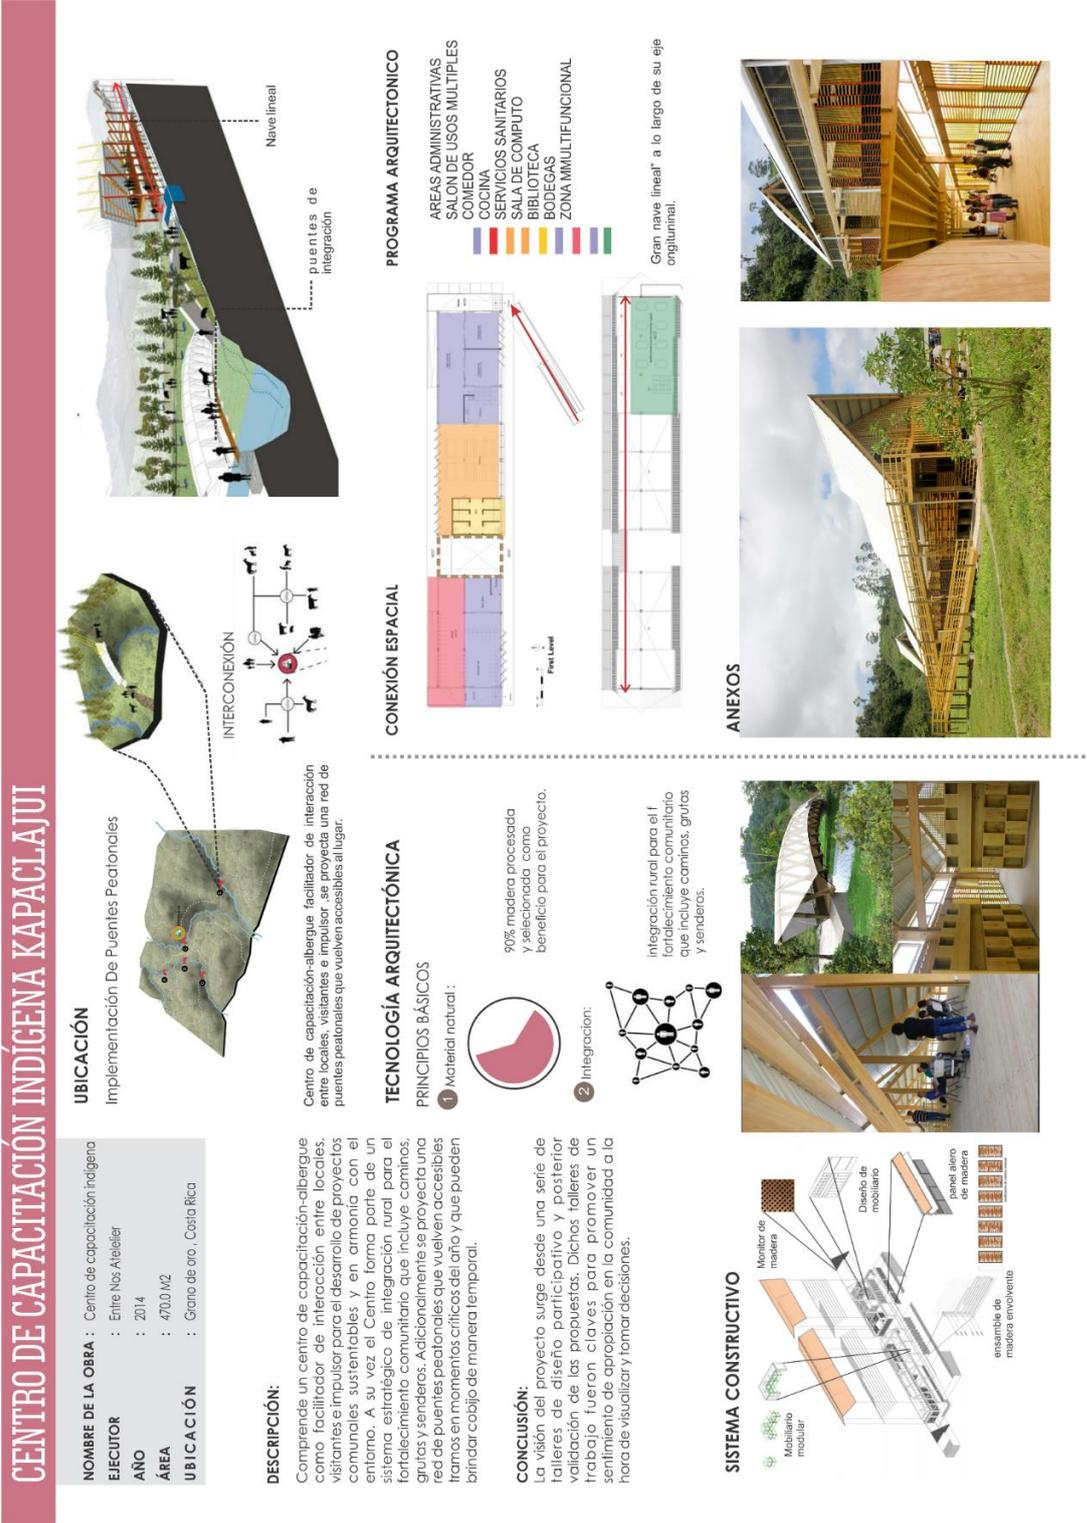 CENTRO DE CAPACITACIÓN INDÍGENA KAPACLAJUI
NOMBRE DE LA OBRA : Centro de capacitación indígena
EJECUTOR : Entre Nos Atelelier
AÑO : 2014
ÁREA : 470.0 M2
UBICACIÓN : Grano de oro , Costa Rica
DESCRIPCIÓN:
Comprende un centro de capacitación-albergue
como facilitador de interacción entre locales,
visitantes e impulsor para el desarrollo de proyectos
comunales sustentables y en armonía con el
entorno. A su vez el Centro forma parte de un
sistema estratégico de integración rural para el
fortalecimiento comunitario que incluye caminos,
grutas y senderos. Adicionalmente se proyecta una
red de puentes peatonales que vuelven accesibles
tramos en momentos críticos del año y que pueden
brindar cobijo de manera temporal.
CONCLUSIÓN:
La visión del proyecto surge desde una serie de
talleres de diseño participativo y posterior
validación de las propuestas. Dichos talleres de
trabajo fueron claves para promover un
sentimiento de apropiación en la comunidad a la
hora de visualizar y tomar decisiones.
SISTEMA CONSTRUCTIVO
Mobiliario
modular
Monitor de
madera
Diseño de
mobiliario
panel alero
de madera
ensamble de
madera envolvente
UBICACIÓN
Implementación De Puentes Peatonales
Centro de capacitación-albergue facilitador de interacción
entre locales, visitantes e impulsor ,se proyecta una red de
puentes peatonales que vuelven accesibles al lugar.
INTERCONEXIÓN
puentes de
integración
Nave lineal
TECNOLOGÍA ARQUITECTÓNICA
PRINCIPIOS BÁSICOS
1 Material natural :
90% madera procesada
y selecionada como
beneficio para el proyecto.
2 Integracion:
integración rural para el f
fortalecimiento comunitario
que incluye caminos, grutas
y senderos.
CONEXIÓN ESPACIAL
First Level
PROGRAMA ARQUITECTONICO
AREAS ADMINISTRATIVAS
SALON DE USOS MULTIPLES
COMEDOR
COCINA
SERVICIOS SANITARIOS
SALA DE COMPUTO
BIBLIOTECA
BODEGAS
ZONA MMULTIFUNCIONAL
Gran nave lineal" a lo largo de su eje
ongituninal.
ANEXOS